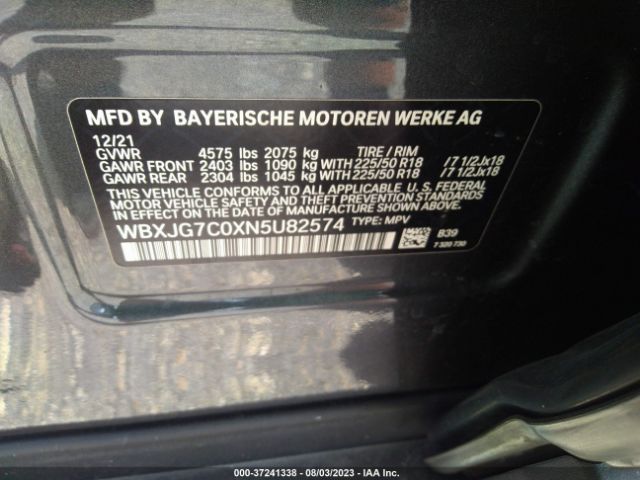 MFD BY BAYERISCHE MOTOREN WERKE AG
12/21
GVWR 4575 lbs 2075 kg TIRE / RIM
GAWR FRONT 2403 lbs 1090 kg WITH 225/50 R18 /7 1/2Jx18
GAWR REAR 2304 lbs 1045 kg WITH 225/50 R18 /7 1/2Jx18
THIS VEHICLE CONFORMS TO ALL APPLICABLE U.S. FEDERAL
MOTOR VEHICLE SAFETY, BUMPER, AND THEFT PREVENTION
STANDARDS IN EFFECT ON THE DATE OF MANUFACTURE SHOWN ABOVE.
WBXJG7C0XN5U82574 TYPE: MPV
B39
7 320 730
000-37241338 - 08/03/2023 - IAA Inc.